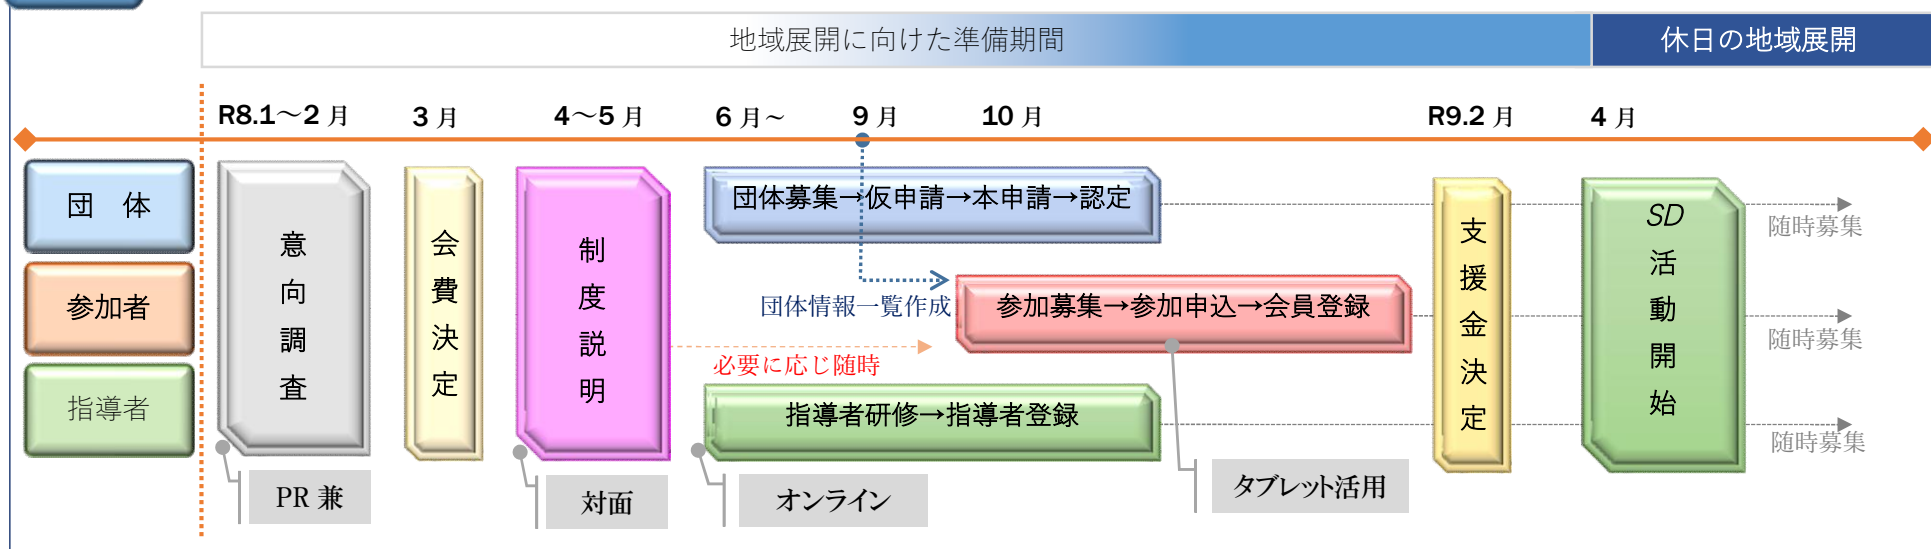 地域展開に向けた準備期間
休日の地域展開
R8.1～2 月
3 月
4～5 月
6 月～
9 月
10 月
R9.2 月
4 月
団　体
参加者
指導者
意向調査
会費決定
制度説明
団体募集→仮申請→本申請→認定
団体情報一覧作成
参加募集→参加申込→会員登録
必要に応じ随時
指導者研修→指導者登録
支援金決定
SD活動開始
随時募集
随時募集
随時募集
PR 兼
対面
オンライン
タブレット活用